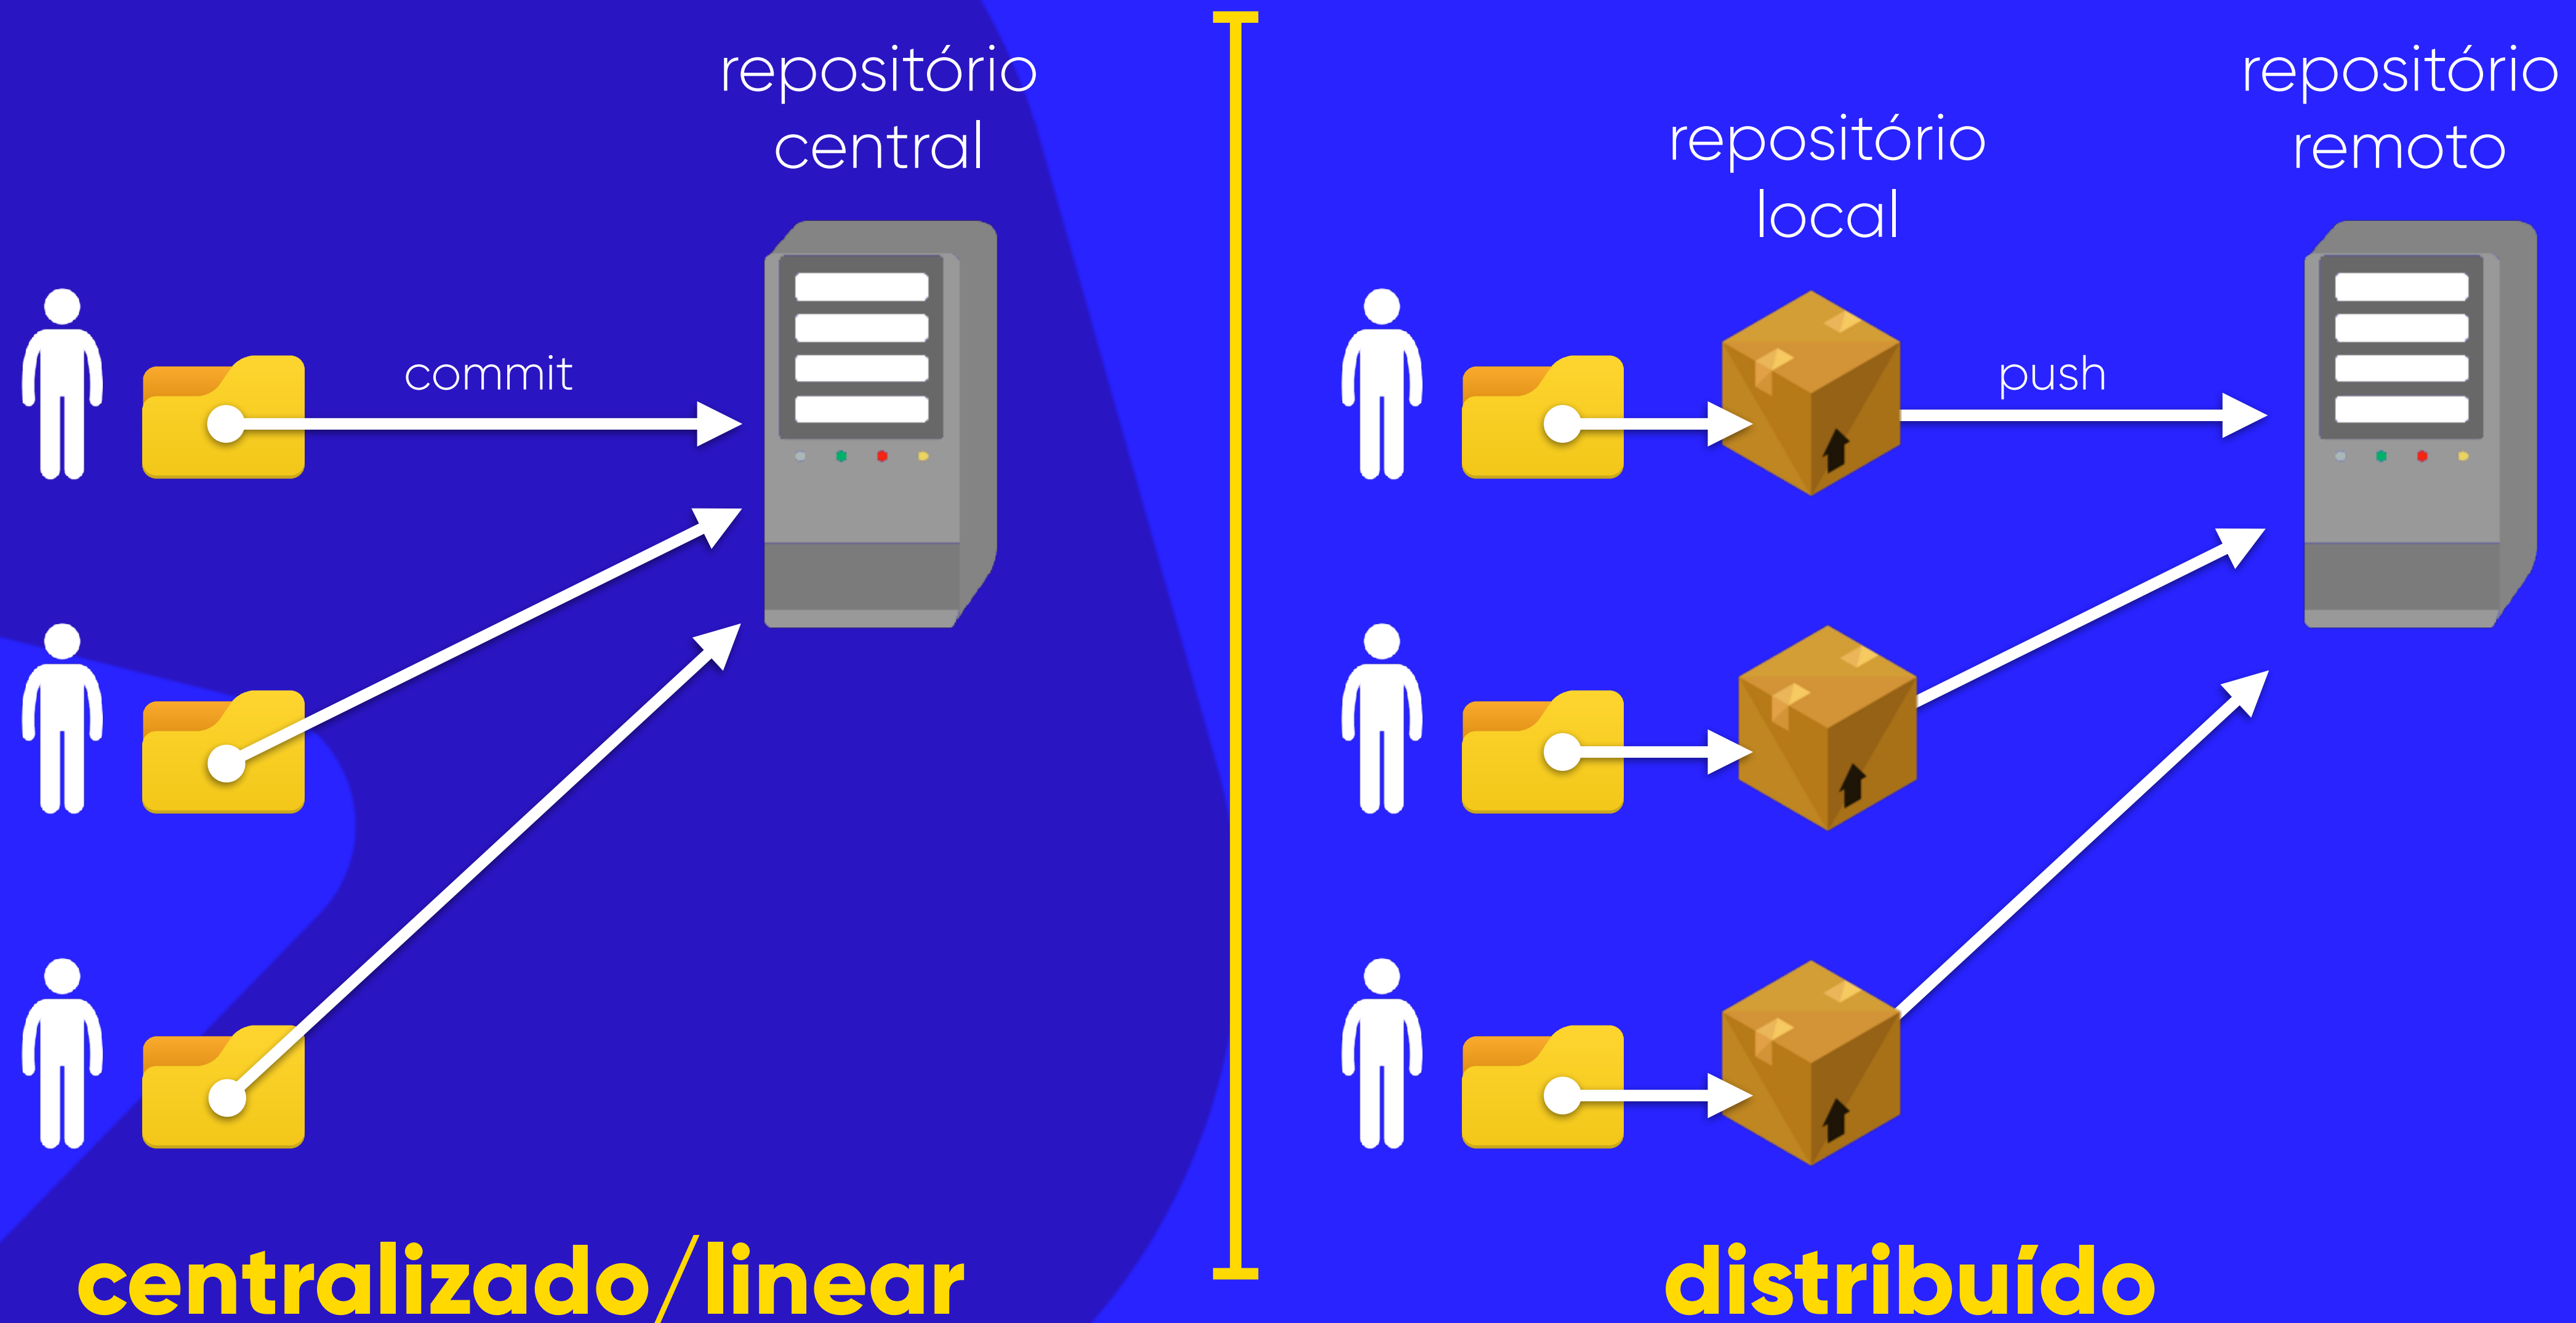 repositório
central
commit
centralizado/linear
repositório
local
repositório
remoto
push
distribuído